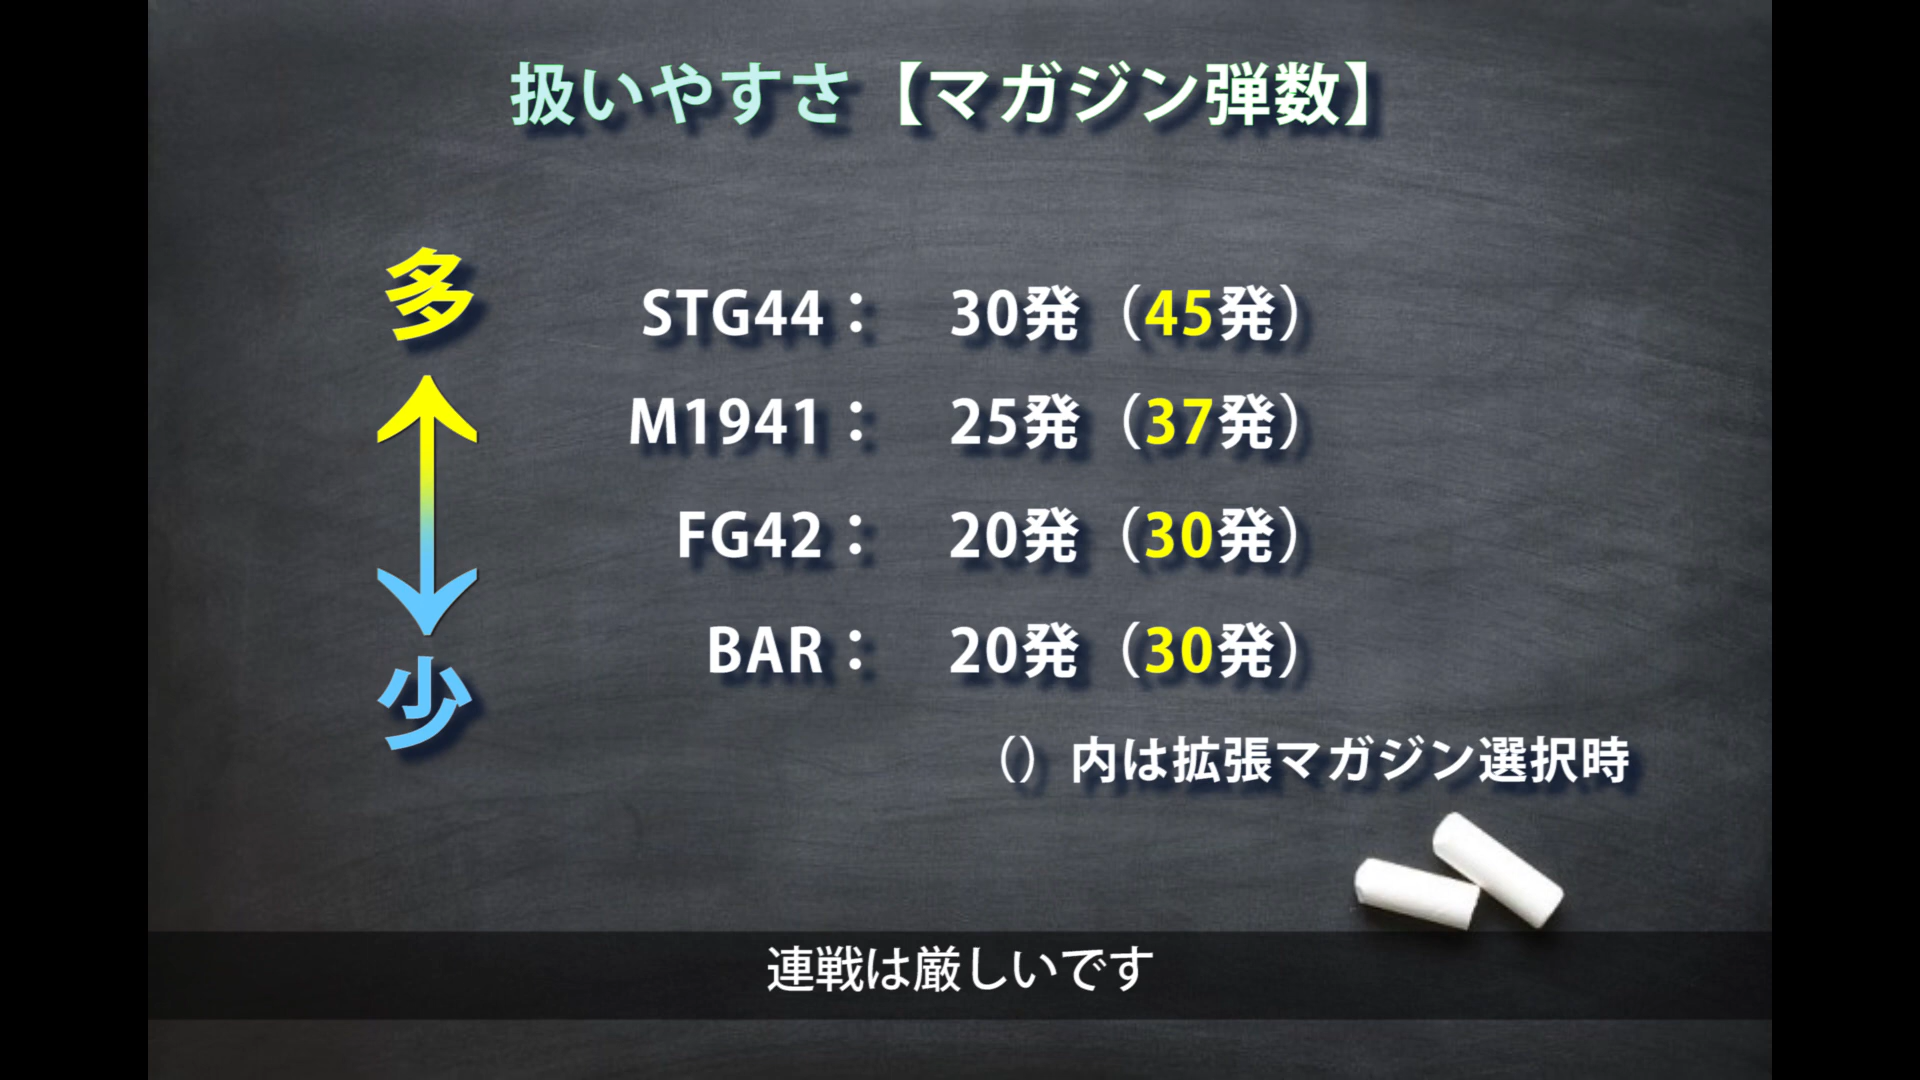 扱いやすさ【マガジン弾数】
多
STG44： 30発（45発）
M1941： 25発（37発）
FG42： 20発（30発）
BAR： 20発（30発）
少
（）内は拡張マガジン選択時
連戦は厳しいです